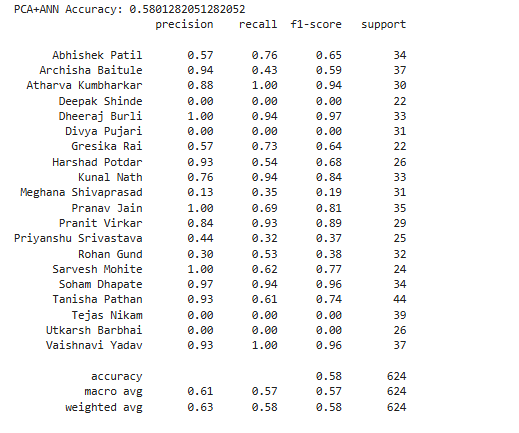 PCA+ANN Accuracy: 0.5801282051282052
precision recall f1-score support
Abhishek Patil 0.57 0.76 0.65 34
Archisha Baitule 0.94 0.43 0.59 37
Atharva Kumbharkar 0.88 1.00 0.94 30
Deepak Shinde 0.00 0.00 0.00 22
Dheeraj Burli 1.00 0.94 0.97 33
Divya Pujari 0.00 0.00 0.00 31
Gresika Rai 0.57 0.73 0.64 22
Harshad Potdar 0.93 0.54 0.68 26
Kunal Nath 0.76 0.94 0.84 33
Meghana Shivaprasad 0.13 0.35 0.19 31
Pranav Jain 1.00 0.69 0.81 35
Pranit Virkar 0.84 0.93 0.89 29
Priyanshu Srivastava 0.44 0.32 0.37 25
Rohan Gund 0.30 0.53 0.38 32
Sarvesh Mohite 1.00 0.62 0.77 24
Soham Dhapate 0.97 0.94 0.96 34
Tanisha Pathan 0.93 0.61 0.74 44
Tejas Nikam 0.00 0.00 0.00 39
Utkarsh Barbhai 0.00 0.00 0.00 26
Vaishnavi Yadav 0.93 1.00 0.96 37
accuracy 0.58 624
macro avg 0.61 0.57 0.57 624
weighted avg 0.63 0.58 0.58 624